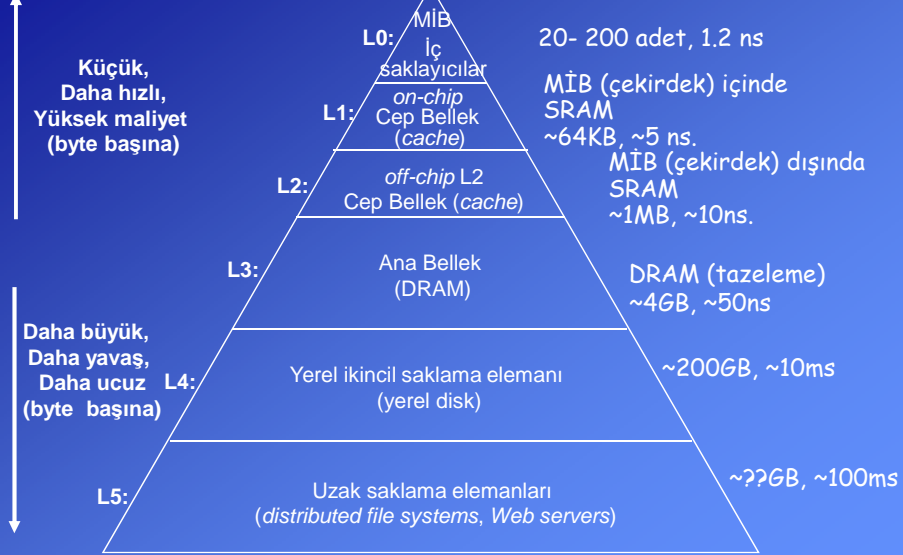 MİB
L0:
İç
saklayıcılar
20- 200 adet, 1.2 ns
Küçük,
Daha hızlı,
Yüksek maliyet
(byte başına)
L1:
on-chip
Cep Bellek
(cache)
MİB (çekirdek) içinde
SRAM
~64KB, ~5 ns.
L2:
off-chip L2
Cep Bellek (cache)
MİB (çekirdek) dışında
SRAM
~1MB, ~10ns.
L3:
Ana Bellek
(DRAM)
DRAM (tazeleme)
~4GB, ~50ns
Daha büyük,
Daha yavaş,
Daha ucuz
(byte başına)
L4:
Yerel ikincil saklama elemanı
(yerel disk)
~200GB, ~10ms
L5:
Uzak saklama elemanları
(distributed file systems, Web servers)
~??GB, ~100ms